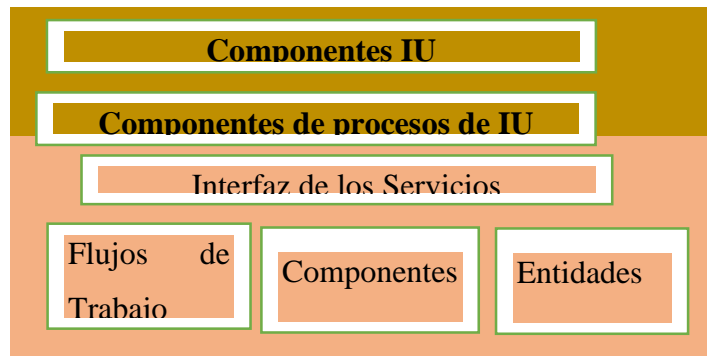 Componentes IU
Componentes de procesos de IU
Interfaz de los Servicios
Flujos de
Trabajo
Componentes
Entidades